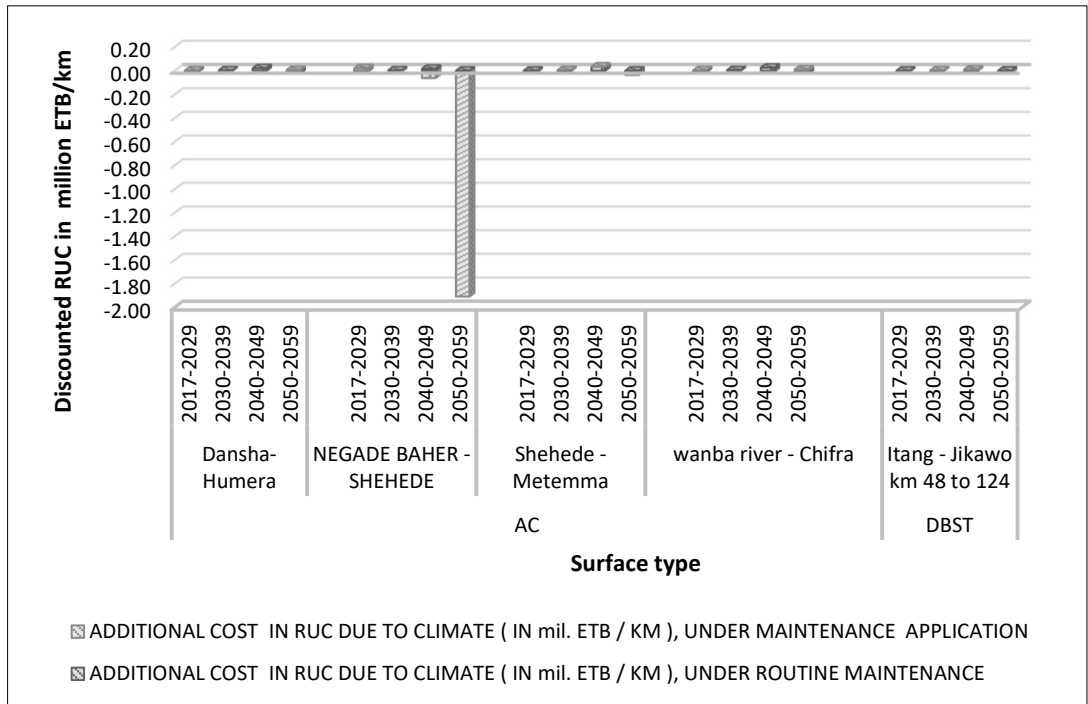 Discounted RUC in  million ETB/km
0.20
0.00
-0.20
-0.40
-0.60
-0.80
-1.00
-1.20
-1.40
-1.60
-1.80
-2.00
2017-2029
2030-2039
2040-2049
2050-2059
2017-2029
2030-2039
2040-2049
2050-2059
2017-2029
2030-2039
2040-2049
2050-2059
2017-2029
2030-2039
2040-2049
2050-2059
2017-2029
2030-2039
2040-2049
2050-2059
Dansha-
Humera
NEGADE BAHER -
SHEHEDE
Shehede -
Metemma
wanba river - Chifra
Itang - Jikawo
km 48 to 124
AC
DBST
Surface type
ADDITIONAL COST  IN RUC DUE TO CLIMATE ( IN mil. ETB / KM ), UNDER MAINTENANCE  APPLICATION
ADDITIONAL COST  IN RUC DUE TO CLIMATE ( IN mil. ETB / KM ), UNDER ROUTINE MAINTENANCE